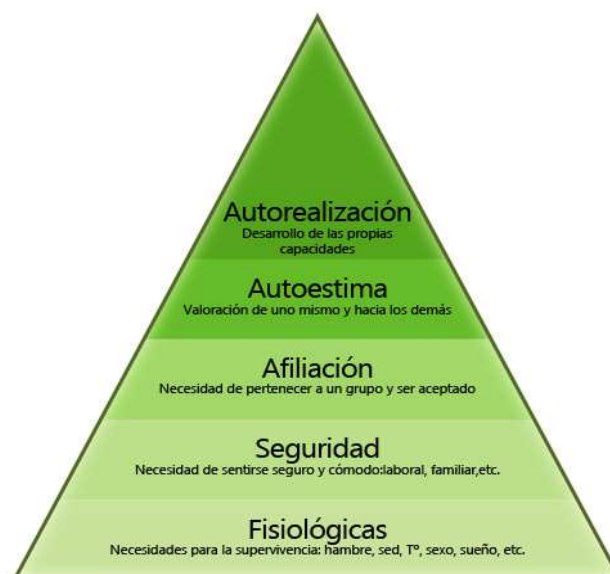 Autorealización
Desarrollo de las propias
capacidades
Autoestima
Valoración de uno mismo y hacia los demás
Afiliación
Necesidad de pertenecer a un grupo y ser aceptado
Seguridad
Necesidad de sentirse seguro y cómodo:laboral, familiar,etc.
Fisiológicas
Necesidades para la supervivencia: hambre, sed, Tº, sexo, sueño, etc.